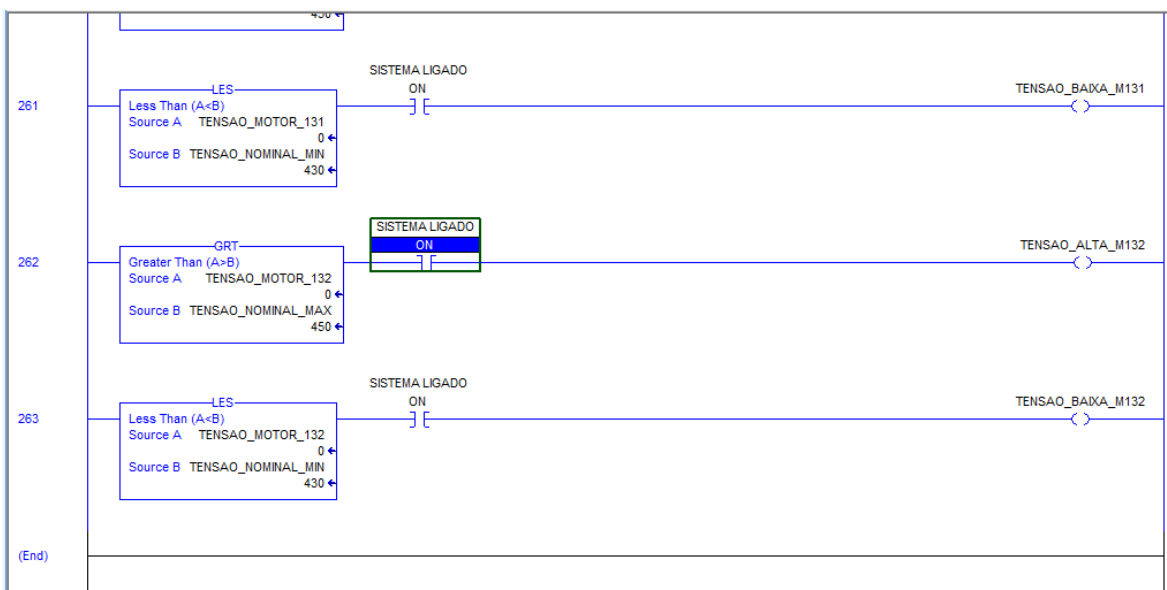 450
SISTEMA LIGADO
ON
TENSAO_BAIXA_M131
261
LES
Less Than (A<B)
Source A TENSAO_MOTOR_131
0
Source B TENSAO_NOMINAL_MIN
430
SISTEMA LIGADO
ON
TENSAO_ALTA_M132
262
GRT
Greater Than (A>B)
Source A TENSAO_MOTOR_132
0
Source B TENSAO_NOMINAL_MAX
450
SISTEMA LIGADO
ON
TENSAO_BAIXA_M132
263
LES
Less Than (A<B)
Source A TENSAO_MOTOR_132
0
Source B TENSAO_NOMINAL_MIN
430
(End)